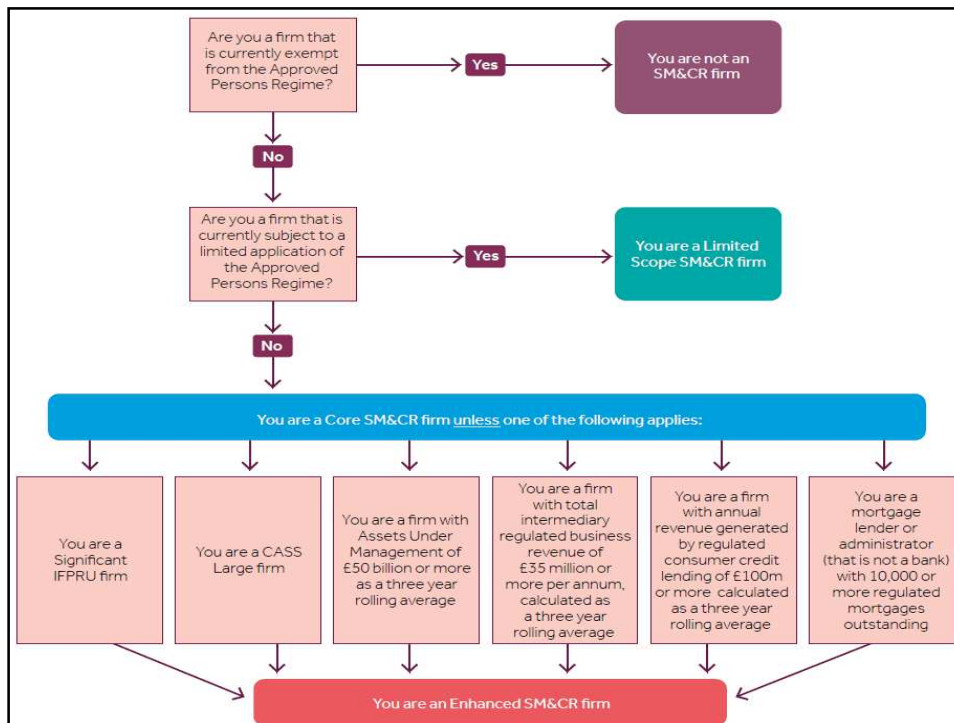 Are you a firm that
is currently exempt
from the Approved
Persons Regime?
Yes
You are not an
SM&CR firm
No
Are you a firm that is
currently subject to a
limited application of
the Approved
Persons Regime?
Yes
You are a Limited
Scope SM&CR firm
No
You are a Core SM&CR firm unless one of the following applies:
You are a
Significant
IFPRU firm
You are a CASS
Large firm
You are a firm with
Assets Under
Management of
£50 billion or more
as a three year
rolling average
You are a firm
with total
intermediary
regulated business
revenue of
£35 million or
more per annum,
calculated as
a three year
rolling average
You are a firm
with annual
revenue generated
by regulated
consumer credit
lending of £100m
or more calculated
as a three year
rolling average
You are a
mortgage
lender or
administrator
(that is not a bank)
with 10,000 or
more regulated
mortgages
outstanding
You are an Enhanced SM&CR firm